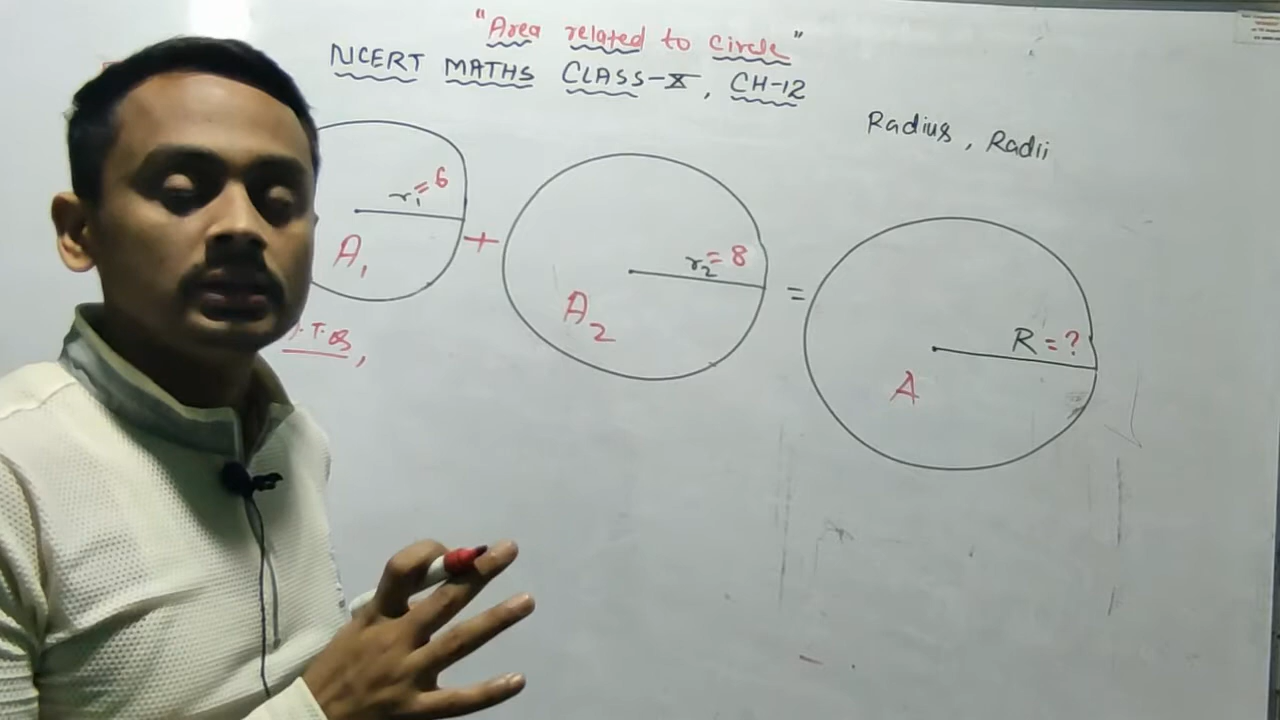 "Area related to Circle"
NCERT MATHS CLASS-X, CH-12
Radius, Radii
r₁=6
A₁
+
r₂=8
A₂
=
R=?
A